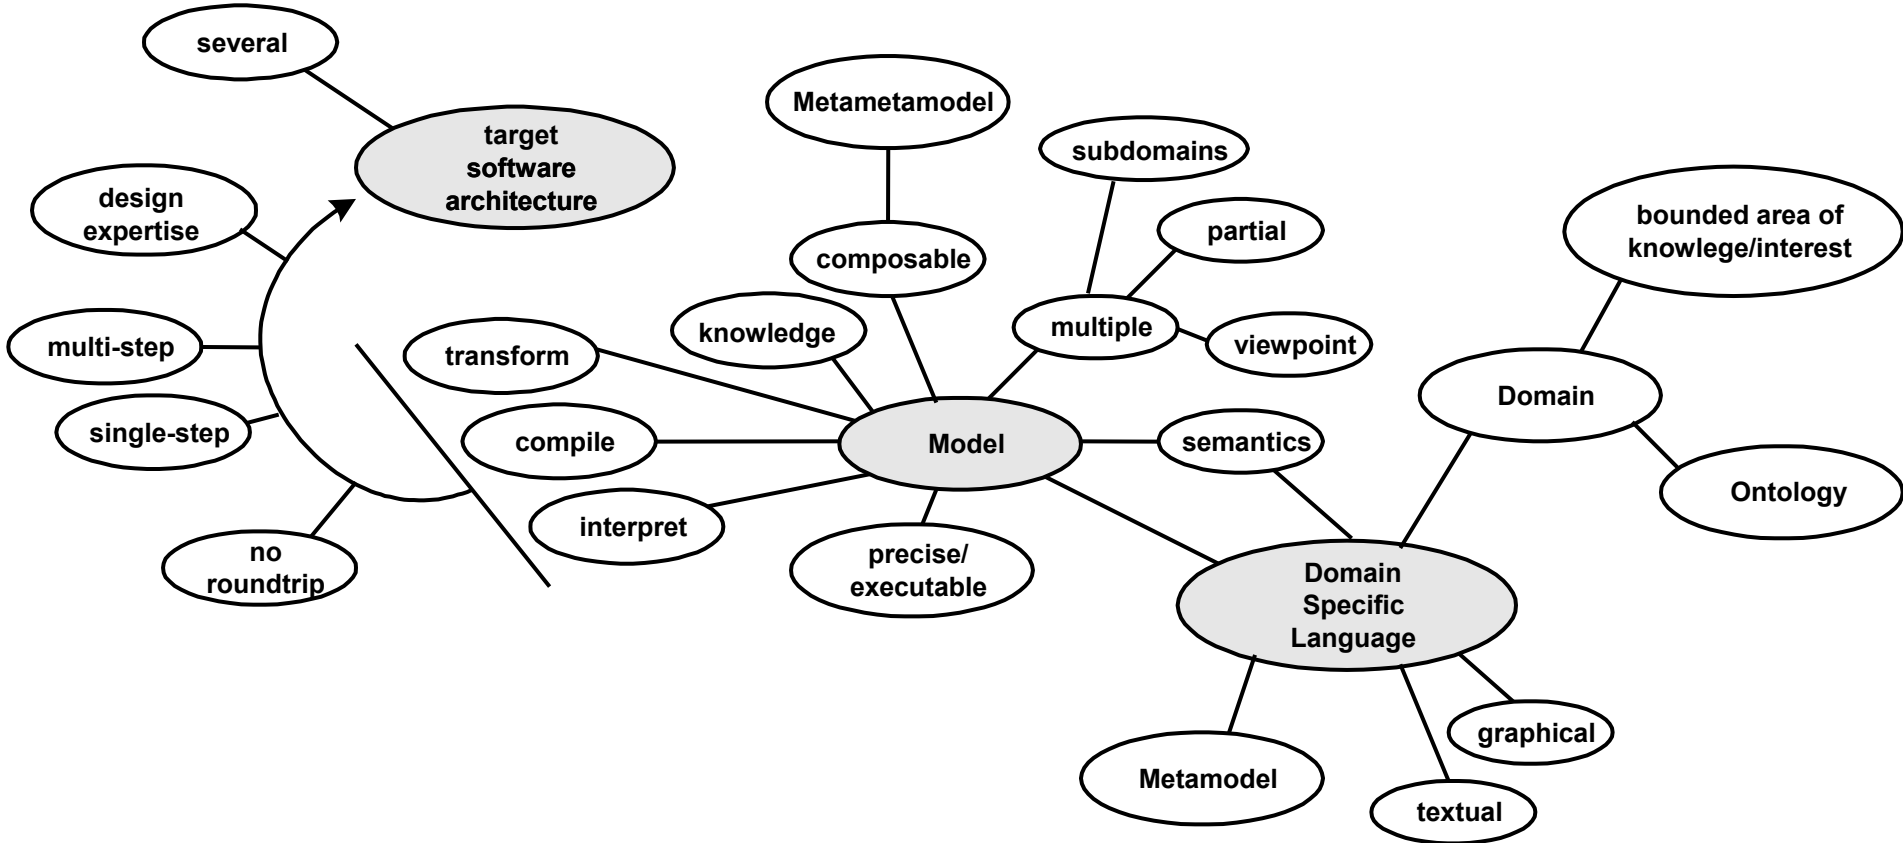 several
target
software
architecture
design
expertise
multi-step
single-step
no
roundtrip
Metametamodel
subdomains
partial
composable
multiple
viewpoint
knowledge
transform
compile
interpret
Model
semantics
precise/
executable
bounded area of
knowlege/interest
Domain
Ontology
Domain
Specific
Language
Metamodel
graphical
textual